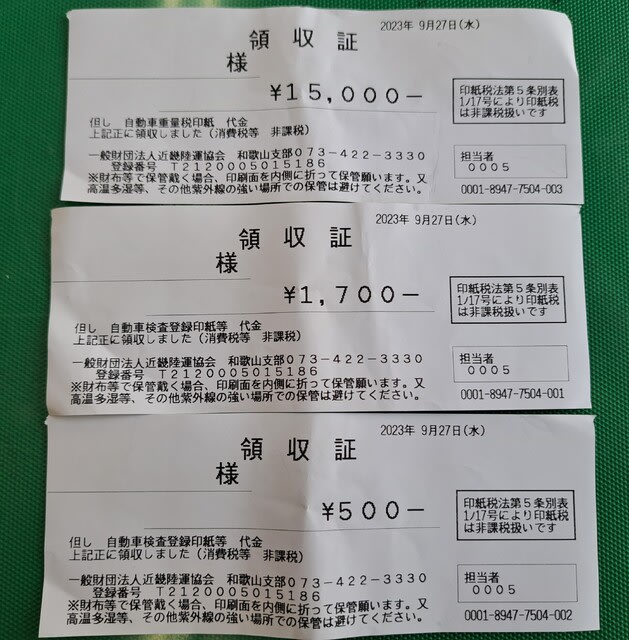 2023年 9月27日(水)
領収証
様
¥15,000-
印紙税法第5条別表
1/17号により印紙税
は非課税扱いです
但し 自動車重量税印紙 代金
上記正に領収しました(消費税等 非課税)
一般財団法人近畿陸運協会 和歌山支部073-422-3330
登録番号 T2120005015186
※財布等で保管戴く場合、印刷面を内側に折って保管願います。又
高温多湿等、その他紫外線の強い場所での保管は避けてください。
担当者
0005
0001-8947-7504-003
2023年 9月27日(水)
領収証
様
¥1,700-
印紙税法第5条別表
1/17号により印紙税
は非課税扱いです
但し 自動車検査登録印紙等 代金
上記正に領収しました(消費税等 非課税)
一般財団法人近畿陸運協会 和歌山支部073-422-3330
登録番号 T2120005015186
※財布等で保管戴く場合、印刷面を内側に折って保管願います。又
高温多湿等、その他紫外線の強い場所での保管は避けてください。
担当者
0005
0001-8947-7504-001
2023年 9月27日(水)
領収証
様
¥500-
印紙税法第5条別表
1/17号により印紙税
は非課税扱いです
但し 自動車検査登録印紙等 代金
上記正に領収しました(消費税等 非課税)
一般財団法人近畿陸運協会 和歌山支部073-422-3330
登録番号 T2120005015186
※財布等で保管戴く場合、印刷面を内側に折って保管願います。又
高温多湿等、その他紫外線の強い場所での保管は避けてください。
担当者
0005
0001-8947-7504-002